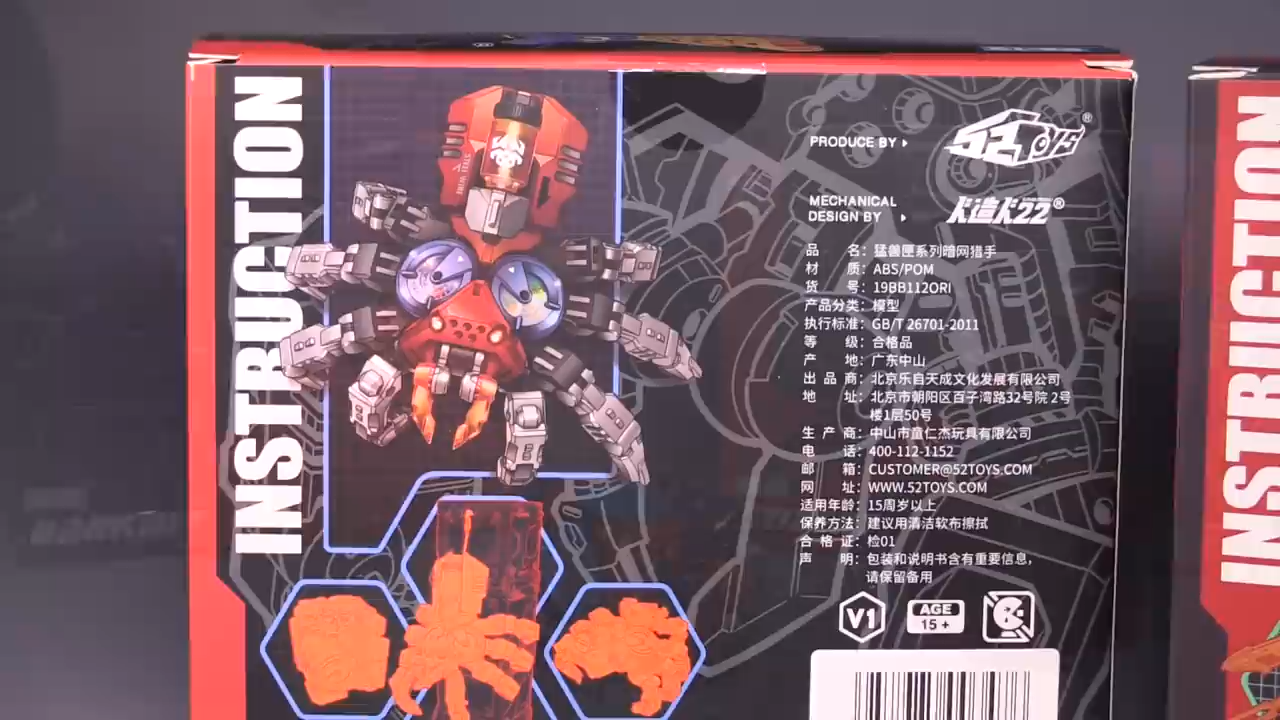 INSTRUCTION
STEEL WIRE
PRODUCE BY
52TOYS®
MECHANICAL
DESIGN BY
®
品 名: 猛兽匣系列暗网猎手
材 质: ABS/POM
货 号: 19BB112ORI
产品分类: 模型
执行标准: GB/T 26701-2011
等 级: 合格品
产 地: 广东中山
出 品 商: 北京乐自天成文化发展有限公司
地 址: 北京市朝阳区百子湾路32号院 2号
楼1层50号
生 产 商: 中山市童仁杰玩具有限公司
电 话: 400-112-1152
邮 箱: CUSTOMER@52TOYS.COM
网 址: WWW.52TOYS.COM
适用年龄: 15周岁以上
保养方法: 建议用清洁软布擦拭
合 格 证: 检01
声 明: 包装和说明书含有重要信息,
请保留备用
V1
AGE
15 +
INSTRUCTION